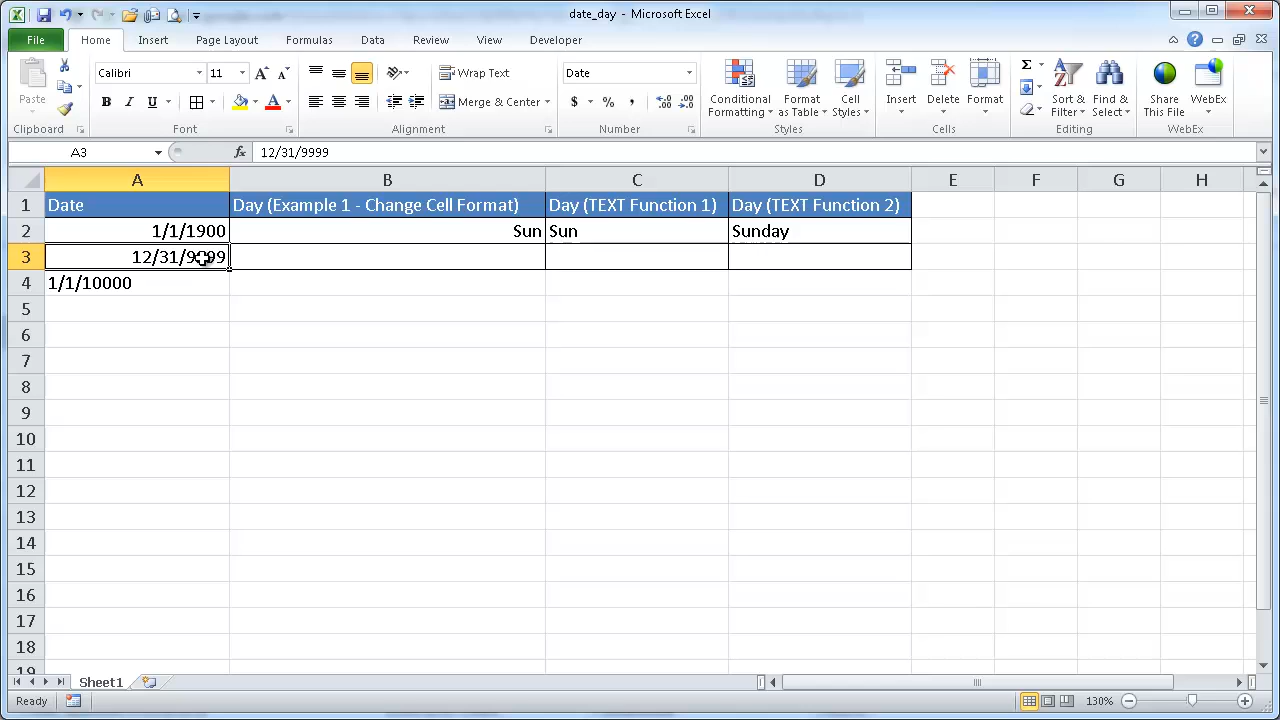 date_day - Microsoft Excel
File Home Insert Page Layout Formulas Data Review View Developer
Paste
Clipboard
Calibri 11
B I U A
Font
Wrap Text
Merge & Center
Alignment
Date
$ % ,
Number
Conditional Formatting
Format as Table
Cell Styles
Styles
Insert Delete Format
Cells
Σ
Sort & Filter
Find & Select
Editing
Share This File
WebEx
WebEx
A3 fx 12/31/9999
A B C D E F G H
1 Date Day (Example 1 - Change Cell Format) Day (TEXT Function 1) Day (TEXT Function 2)
2 1/1/1900 Sun Sun Sunday
3 12/31/9999
4 1/1/10000
5
6
7
8
9
10
11
12
13
14
15
16
17
18
19
Sheet1
Ready 130%